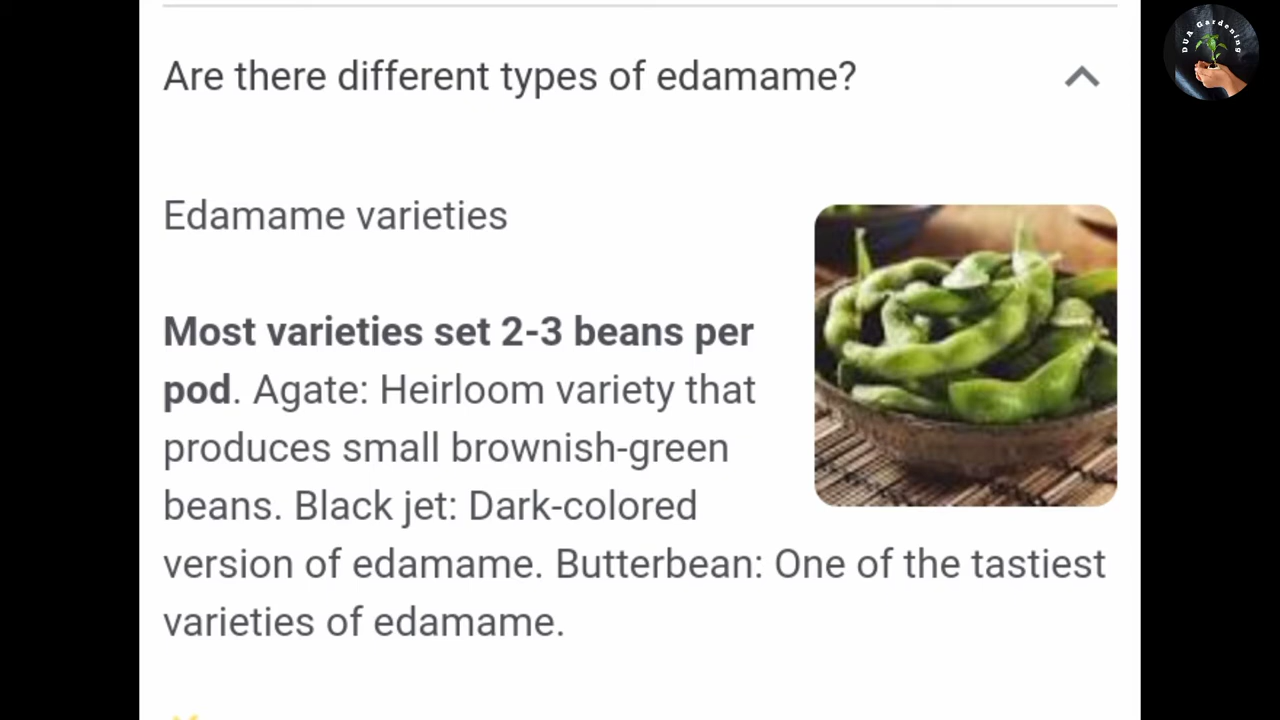 DUA Gardening
Are there different types of edamame?
Edamame varieties
Most varieties set 2-3 beans per
pod. Agate: Heirloom variety that
produces small brownish-green
beans. Black jet: Dark-colored
version of edamame. Butterbean: One of the tastiest
varieties of edamame.